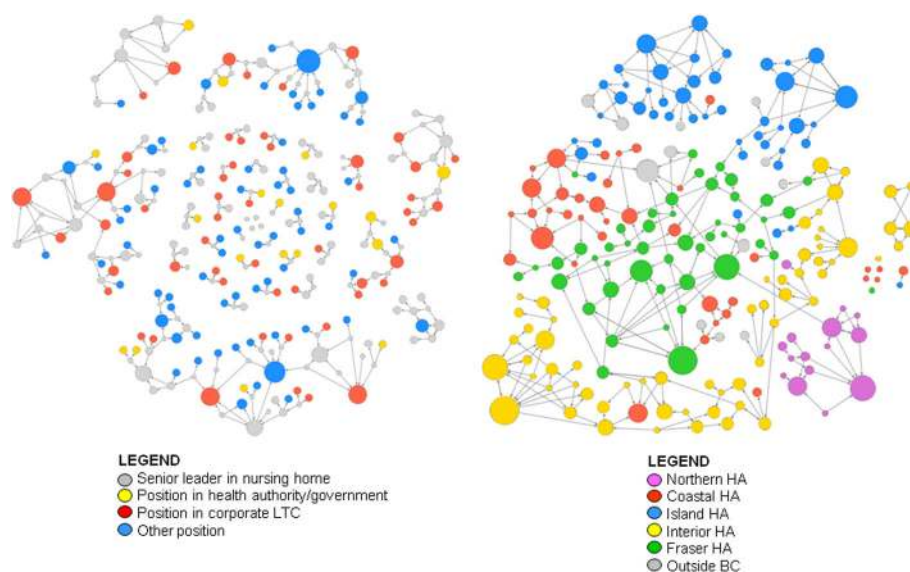 LEGEND
Senior leader in nursing home
Position in health authority/government
Position in corporate LTC
Other position
LEGEND
Northern HA
Coastal HA
Island HA
Interior HA
Fraser HA
Outside BC